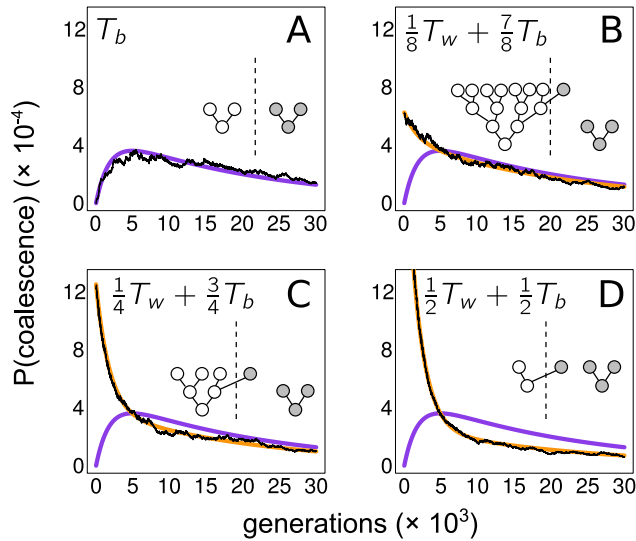 P(coalescence) (× 10⁻⁴)
T_b
A
12
8
4
0
0 5 10 15 20 25 30
1/8 T_w + 7/8 T_b
B
12
8
4
0
0 5 10 15 20 25 30
1/4 T_w + 3/4 T_b
C
12
8
4
0
0 5 10 15 20 25 30
1/2 T_w + 1/2 T_b
D
12
8
4
0
0 5 10 15 20 25 30
generations (× 10³)